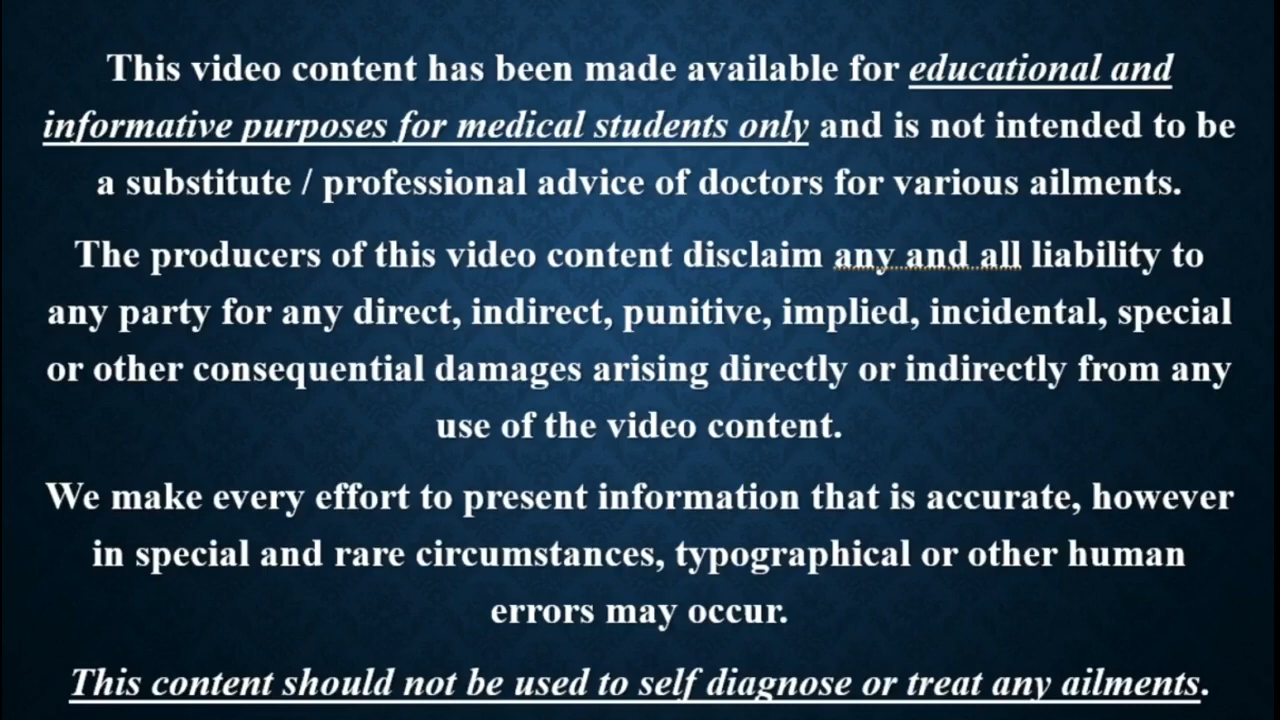 This video content has been made available for educational and
informative purposes for medical students only and is not intended to be
a substitute / professional advice of doctors for various ailments.
The producers of this video content disclaim any and all liability to
any party for any direct, indirect, punitive, implied, incidental, special
or other consequential damages arising directly or indirectly from any
use of the video content.
We make every effort to present information that is accurate, however
in special and rare circumstances, typographical or other human
errors may occur.
This content should not be used to self diagnose or treat any ailments.